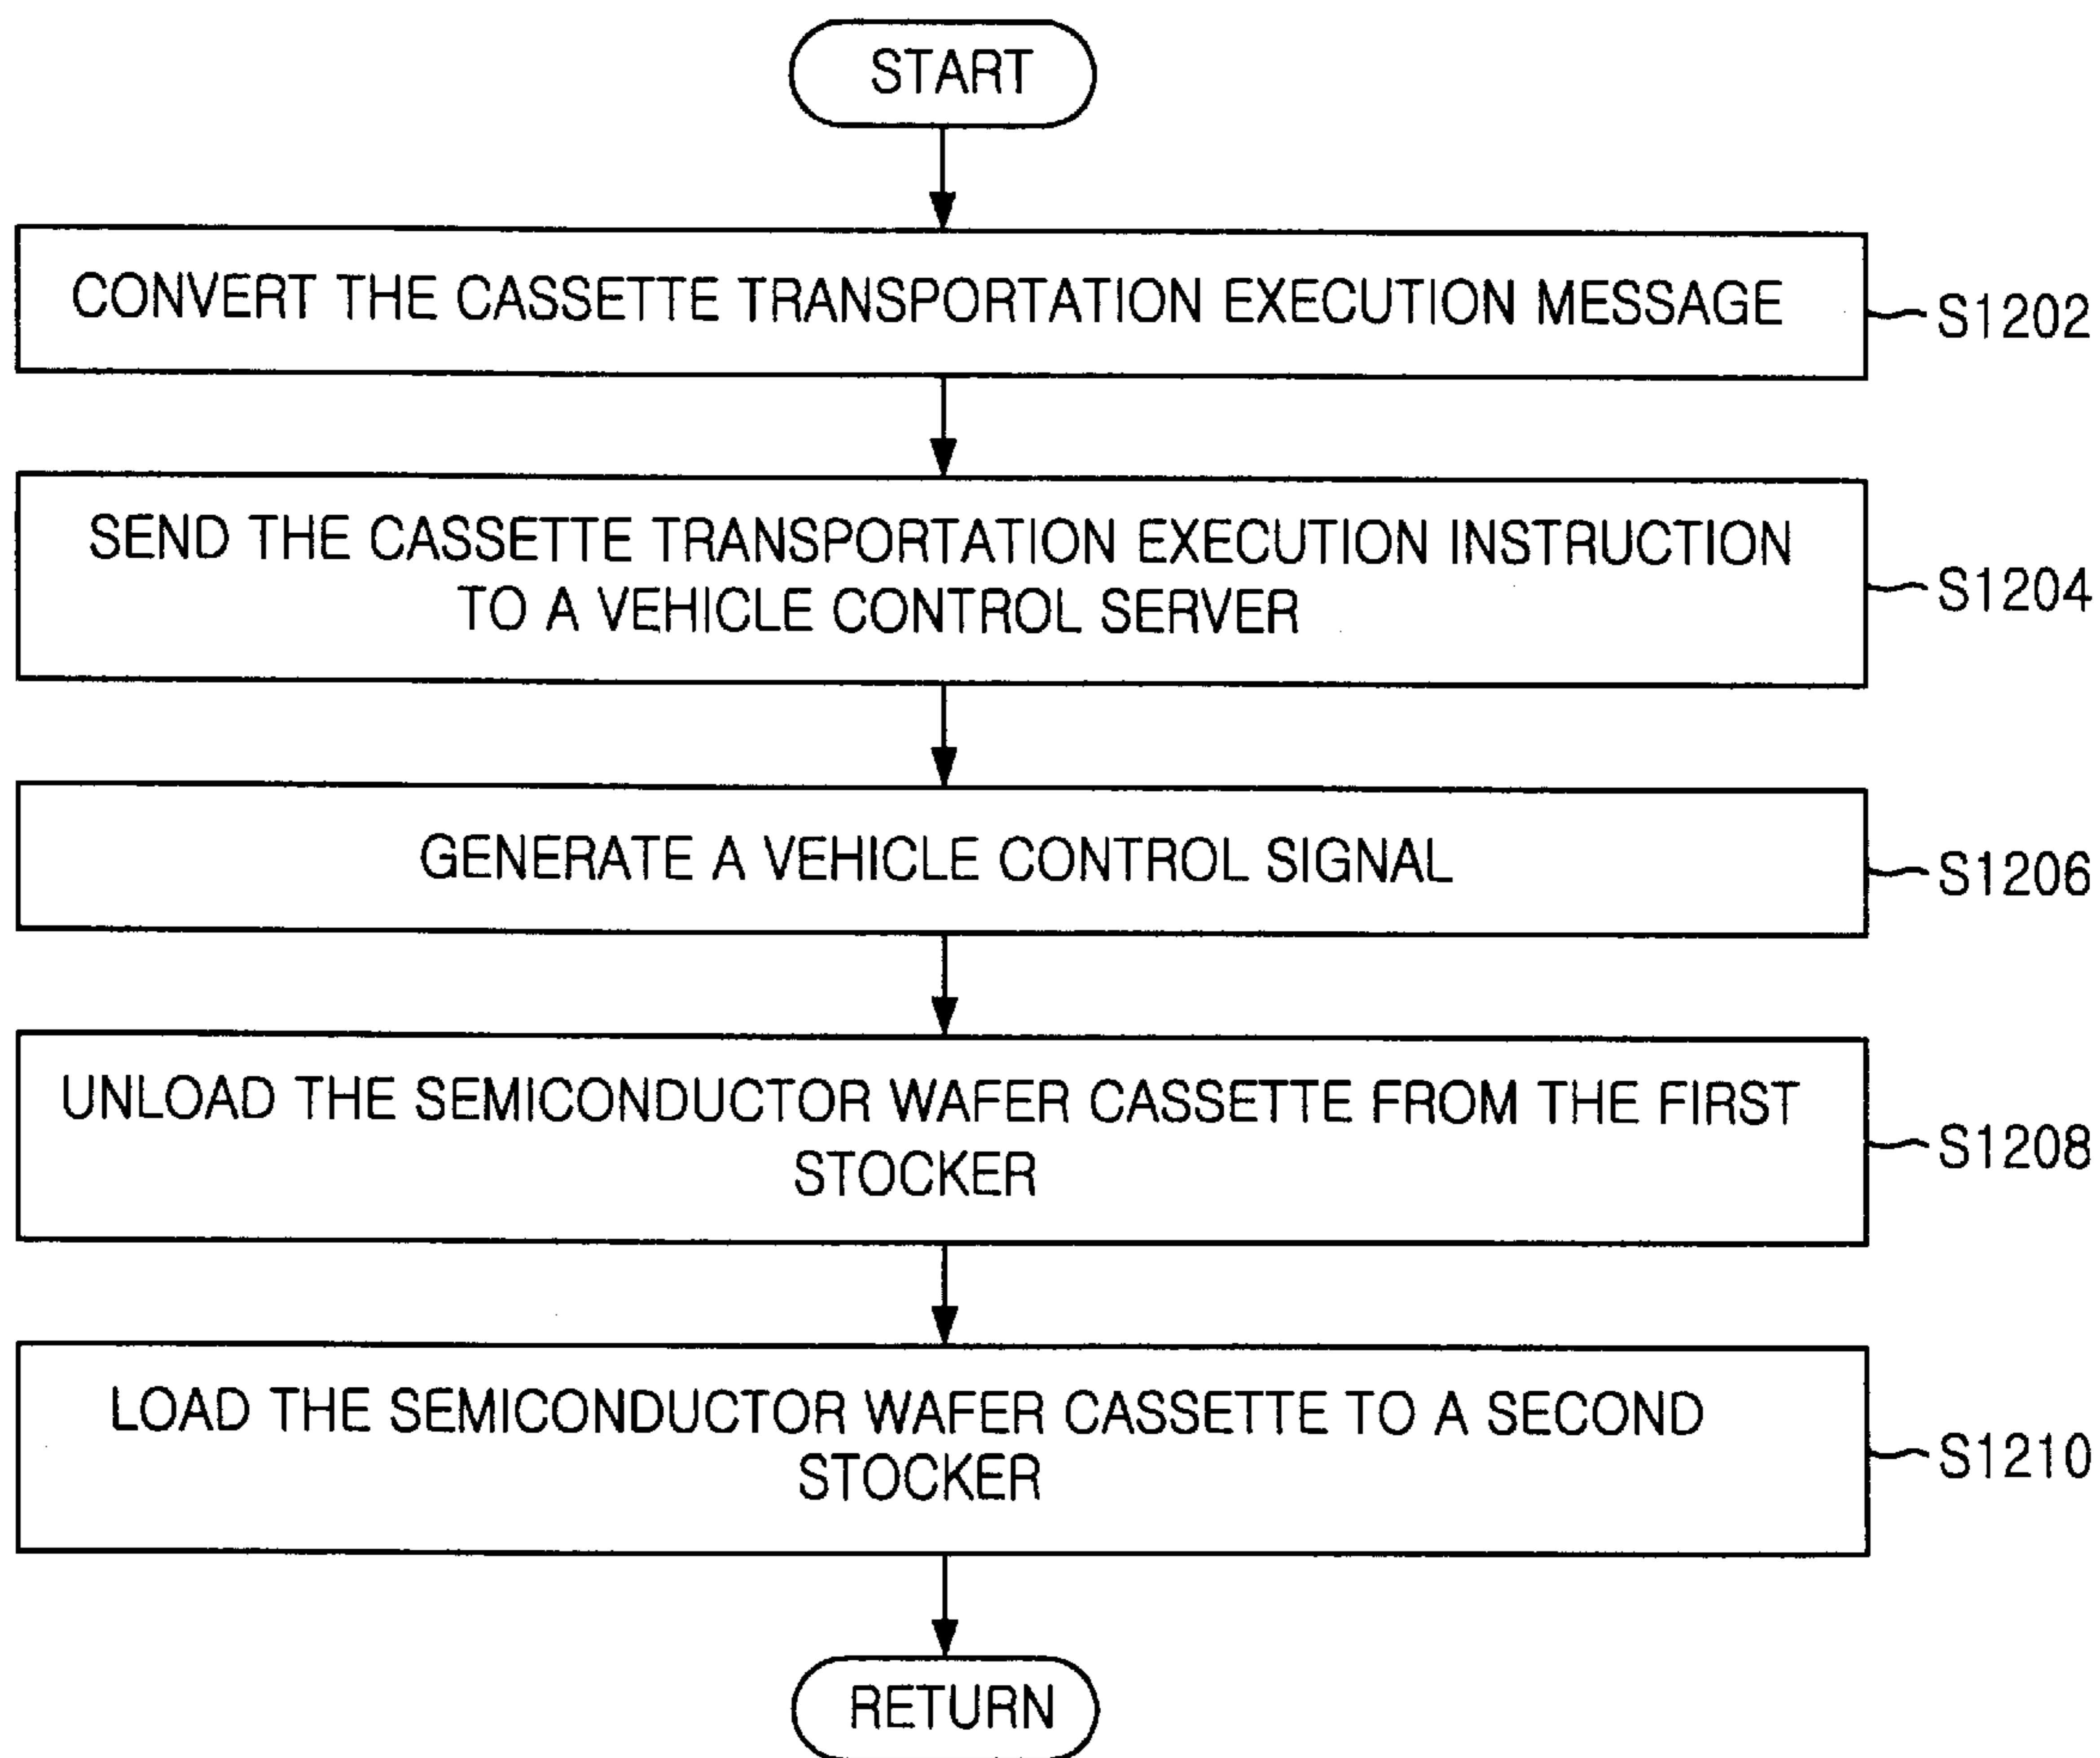 START
CONVERT THE CASSETTE TRANSPORTATION EXECUTION MESSAGE
S1202
SEND THE CASSETTE TRANSPORTATION EXECUTION INSTRUCTION
TO A VEHICLE CONTROL SERVER
S1204
GENERATE A VEHICLE CONTROL SIGNAL
S1206
UNLOAD THE SEMICONDUCTOR WAFER CASSETTE FROM THE FIRST
STOCKER
S1208
LOAD THE SEMICONDUCTOR WAFER CASSETTE TO A SECOND
STOCKER
S1210
RETURN